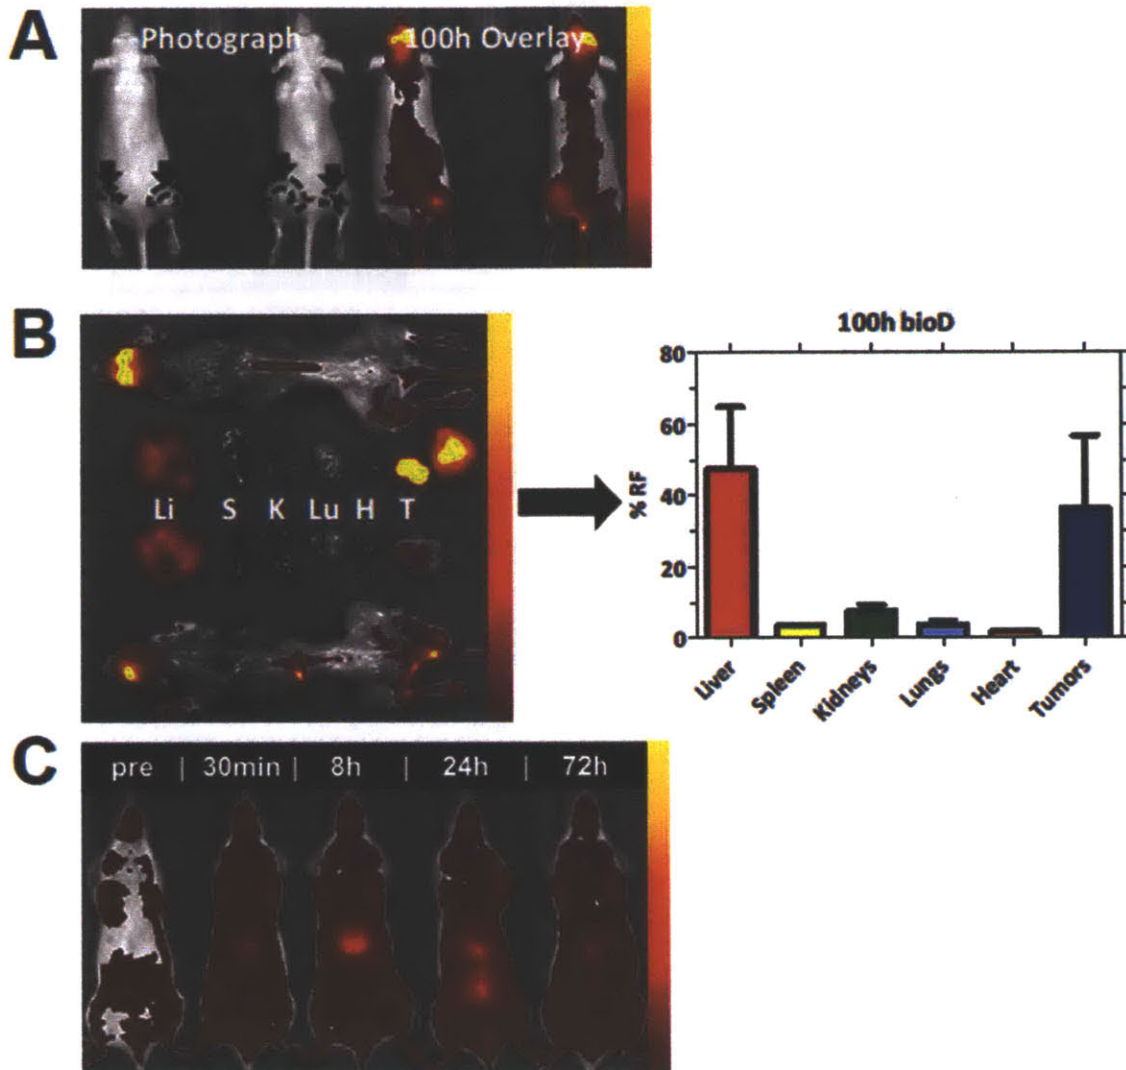 A
Photograph
100h Overlay
B
Li S K Lu H T
100h bioD
% RF
80
60
40
20
0
Liver
Spleen
Kidneys
Lungs
Heart
Tumors
C
pre | 30min | 8h | 24h | 72h